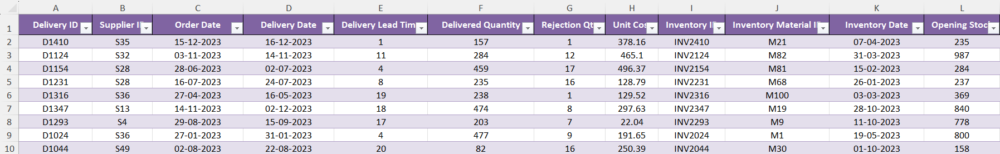 A B C D E F G H I J K L
1 Delivery ID Supplier I Order Date Delivery Date Delivery Lead Tim Delivered Quantity Rejection Qt Unit Cos Inventory I Inventory Material I Inventory Date Opening Stoc
2 D1410 S35 15-12-2023 16-12-2023 1 157 1 378.16 INV2410 M21 07-04-2023 235
3 D1124 S32 03-11-2023 14-11-2023 11 284 12 465.1 INV2124 M82 31-03-2023 987
4 D1154 S28 28-06-2023 02-07-2023 4 459 17 496.37 INV2154 M81 15-02-2023 284
5 D1231 S28 16-07-2023 24-07-2023 8 235 16 128.79 INV2231 M68 26-01-2023 237
6 D1316 S36 27-04-2023 16-05-2023 19 238 1 129.52 INV2316 M100 03-03-2023 369
7 D1347 S13 14-11-2023 02-12-2023 18 474 8 297.63 INV2347 M19 28-10-2023 840
8 D1293 S4 29-08-2023 15-09-2023 17 203 7 22.04 INV2293 M9 11-10-2023 778
9 D1024 S36 27-01-2023 31-01-2023 4 477 9 191.65 INV2024 M1 19-05-2023 800
10 D1044 S49 02-08-2023 22-08-2023 20 82 16 250.39 INV2044 M30 01-10-2023 158